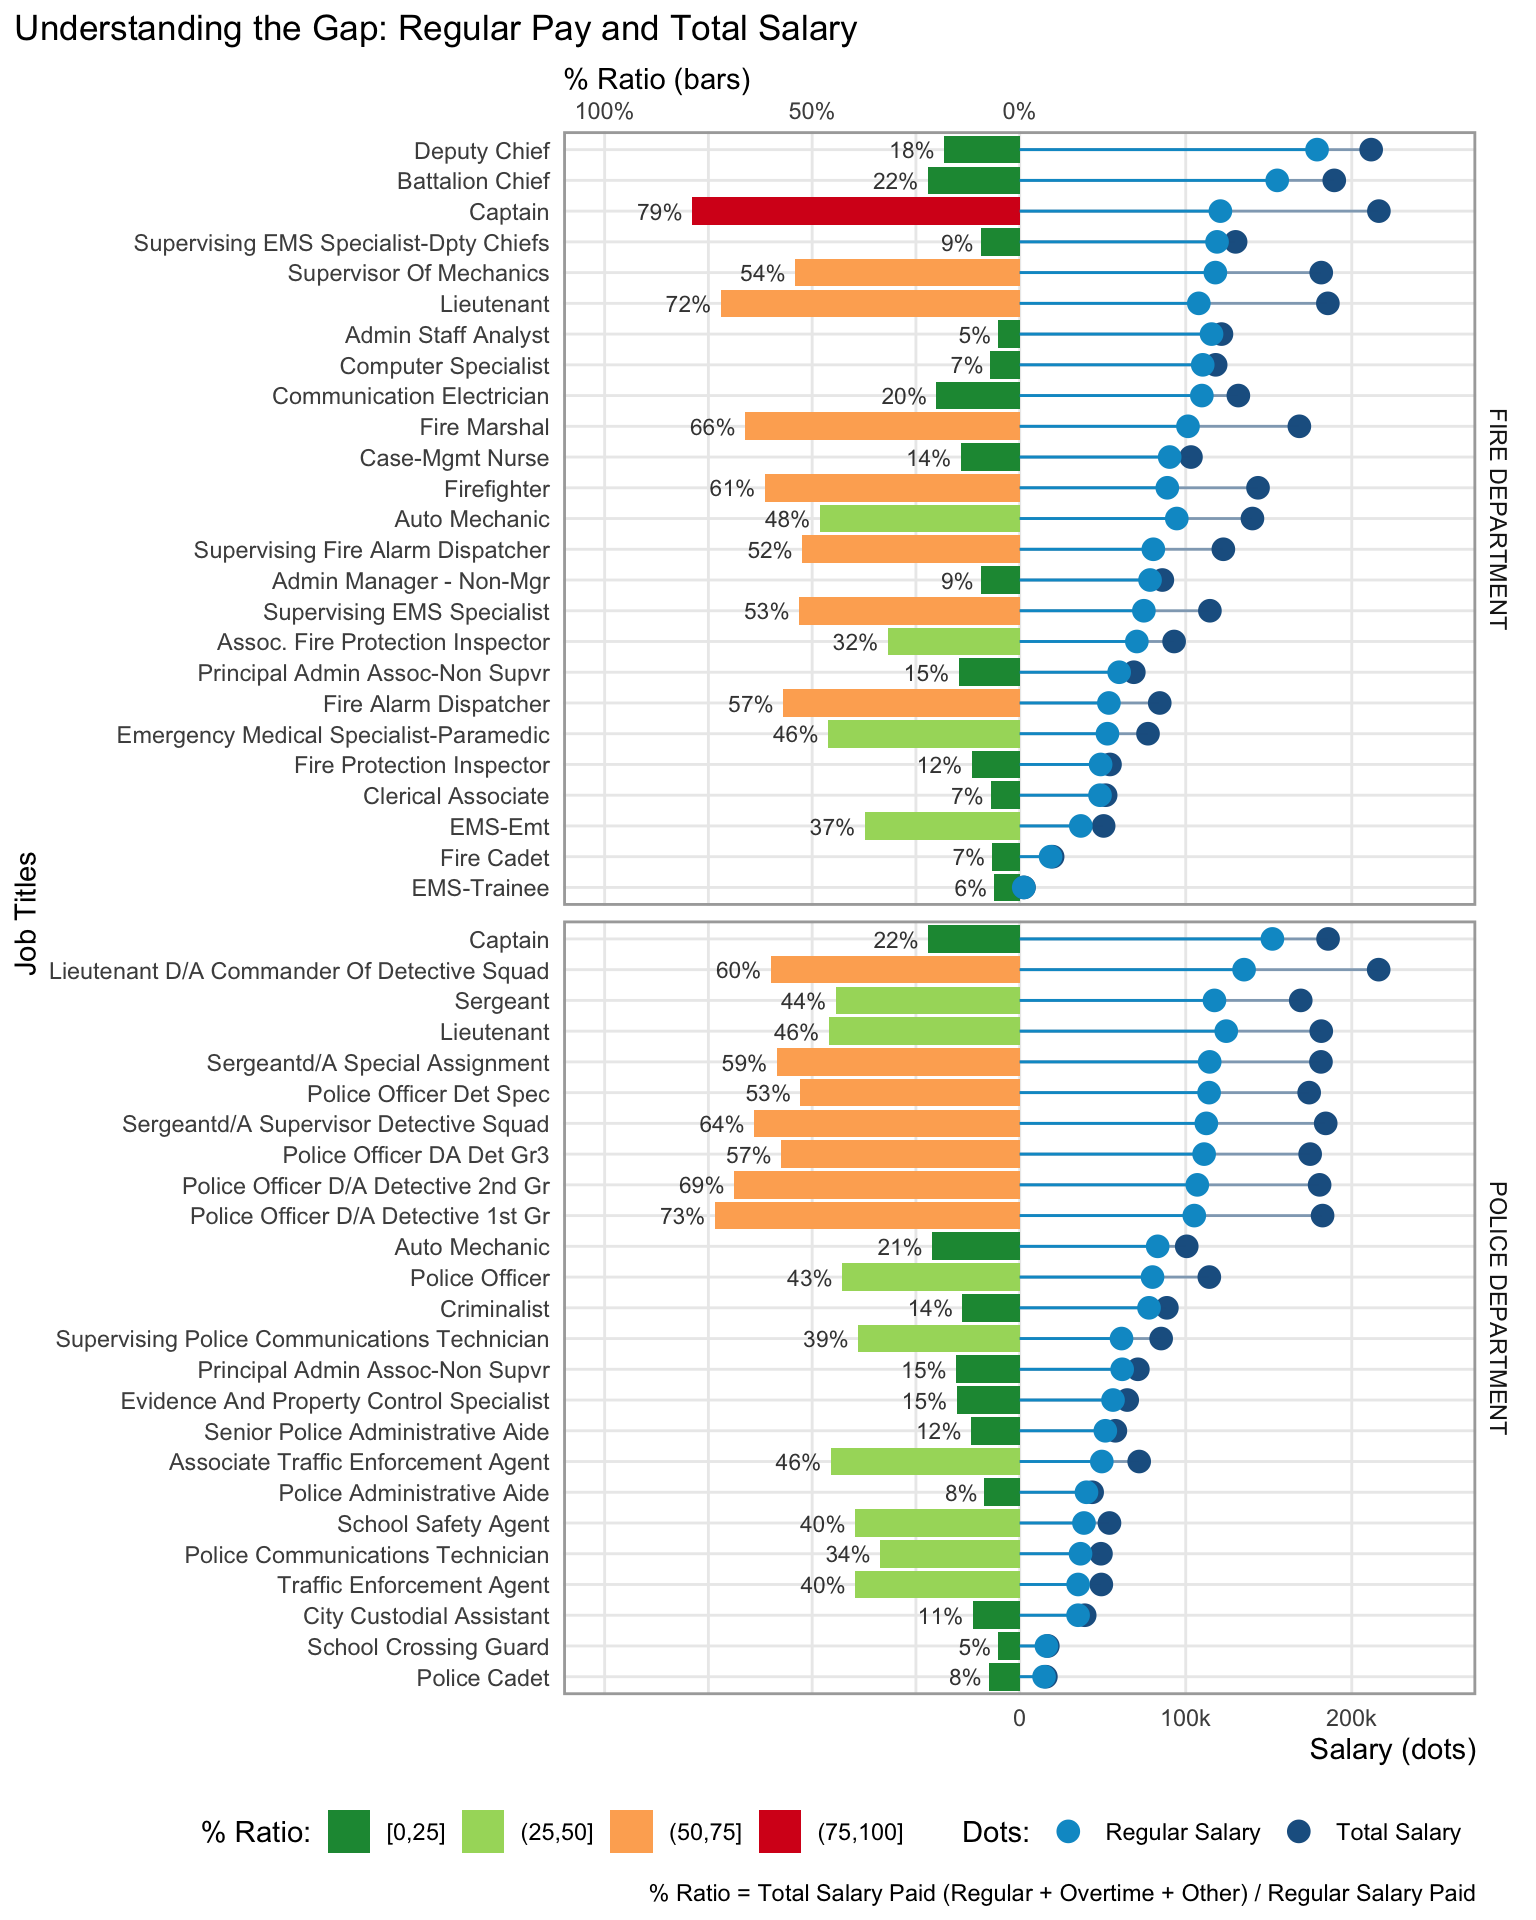 Understanding the Gap: Regular Pay and Total Salary
% Ratio (bars)
100% 50% 0%
Deputy Chief 18%
Battalion Chief 22%
Captain 79%
Supervising EMS Specialist-Dpty Chiefs 9%
Supervisor Of Mechanics 54%
Lieutenant 72%
Admin Staff Analyst 5%
Computer Specialist 7%
Communication Electrician 20%
Fire Marshal 66%
Case-Mgmt Nurse 14%
Firefighter 61%
Auto Mechanic 48%
Supervising Fire Alarm Dispatcher 52%
Admin Manager - Non-Mgr 9%
Supervising EMS Specialist 53%
Assoc. Fire Protection Inspector 32%
Principal Admin Assoc-Non Supvr 15%
Fire Alarm Dispatcher 57%
Emergency Medical Specialist-Paramedic 46%
Fire Protection Inspector 12%
Clerical Associate 7%
EMS-Emt 37%
Fire Cadet 7%
EMS-Trainee 6%
FIRE DEPARTMENT
Job Titles
Captain 22%
Lieutenant D/A Commander Of Detective Squad 60%
Sergeant 44%
Lieutenant 46%
Sergeantd/A Special Assignment 59%
Police Officer Det Spec 53%
Sergeantd/A Supervisor Detective Squad 64%
Police Officer DA Det Gr3 57%
Police Officer D/A Detective 2nd Gr 69%
Police Officer D/A Detective 1st Gr 73%
Auto Mechanic 21%
Police Officer 43%
Criminalist 14%
Supervising Police Communications Technician 39%
Principal Admin Assoc-Non Supvr 15%
Evidence And Property Control Specialist 15%
Senior Police Administrative Aide 12%
Associate Traffic Enforcement Agent 46%
Police Administrative Aide 8%
School Safety Agent 40%
Police Communications Technician 34%
Traffic Enforcement Agent 40%
City Custodial Assistant 11%
School Crossing Guard 5%
Police Cadet 8%
POLICE DEPARTMENT
0 100k 200k
Salary (dots)
% Ratio: [0,25] (25,50] (50,75] (75,100] Dots: Regular Salary Total Salary
% Ratio = Total Salary Paid (Regular + Overtime + Other) / Regular Salary Paid